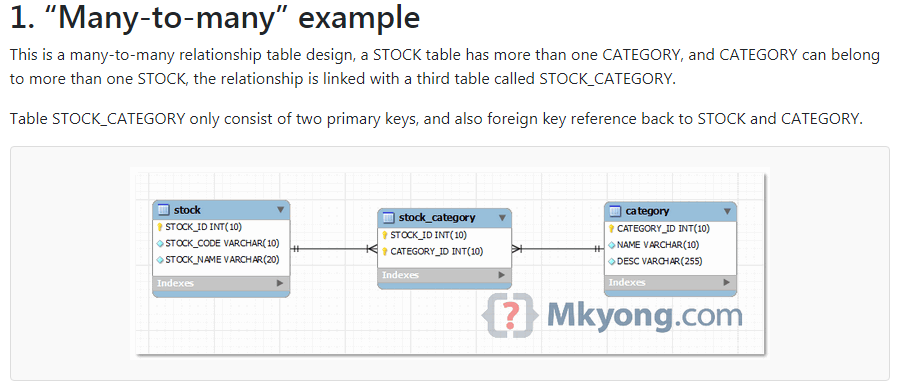 1. “Many-to-many” example
This is a many-to-many relationship table design, a STOCK table has more than one CATEGORY, and CATEGORY can belong
to more than one STOCK, the relationship is linked with a third table called STOCK_CATEGORY.
Table STOCK_CATEGORY only consist of two primary keys, and also foreign key reference back to STOCK and CATEGORY.
stock
STOCK_ID INT(10)
STOCK_CODE VARCHAR(10)
STOCK_NAME VARCHAR(20)
Indexes
stock_category
STOCK_ID INT(10)
CATEGORY_ID INT(10)
Indexes
category
CATEGORY_ID INT(10)
NAME VARCHAR(10)
DESC VARCHAR(255)
Indexes
{?} Mkyong.com